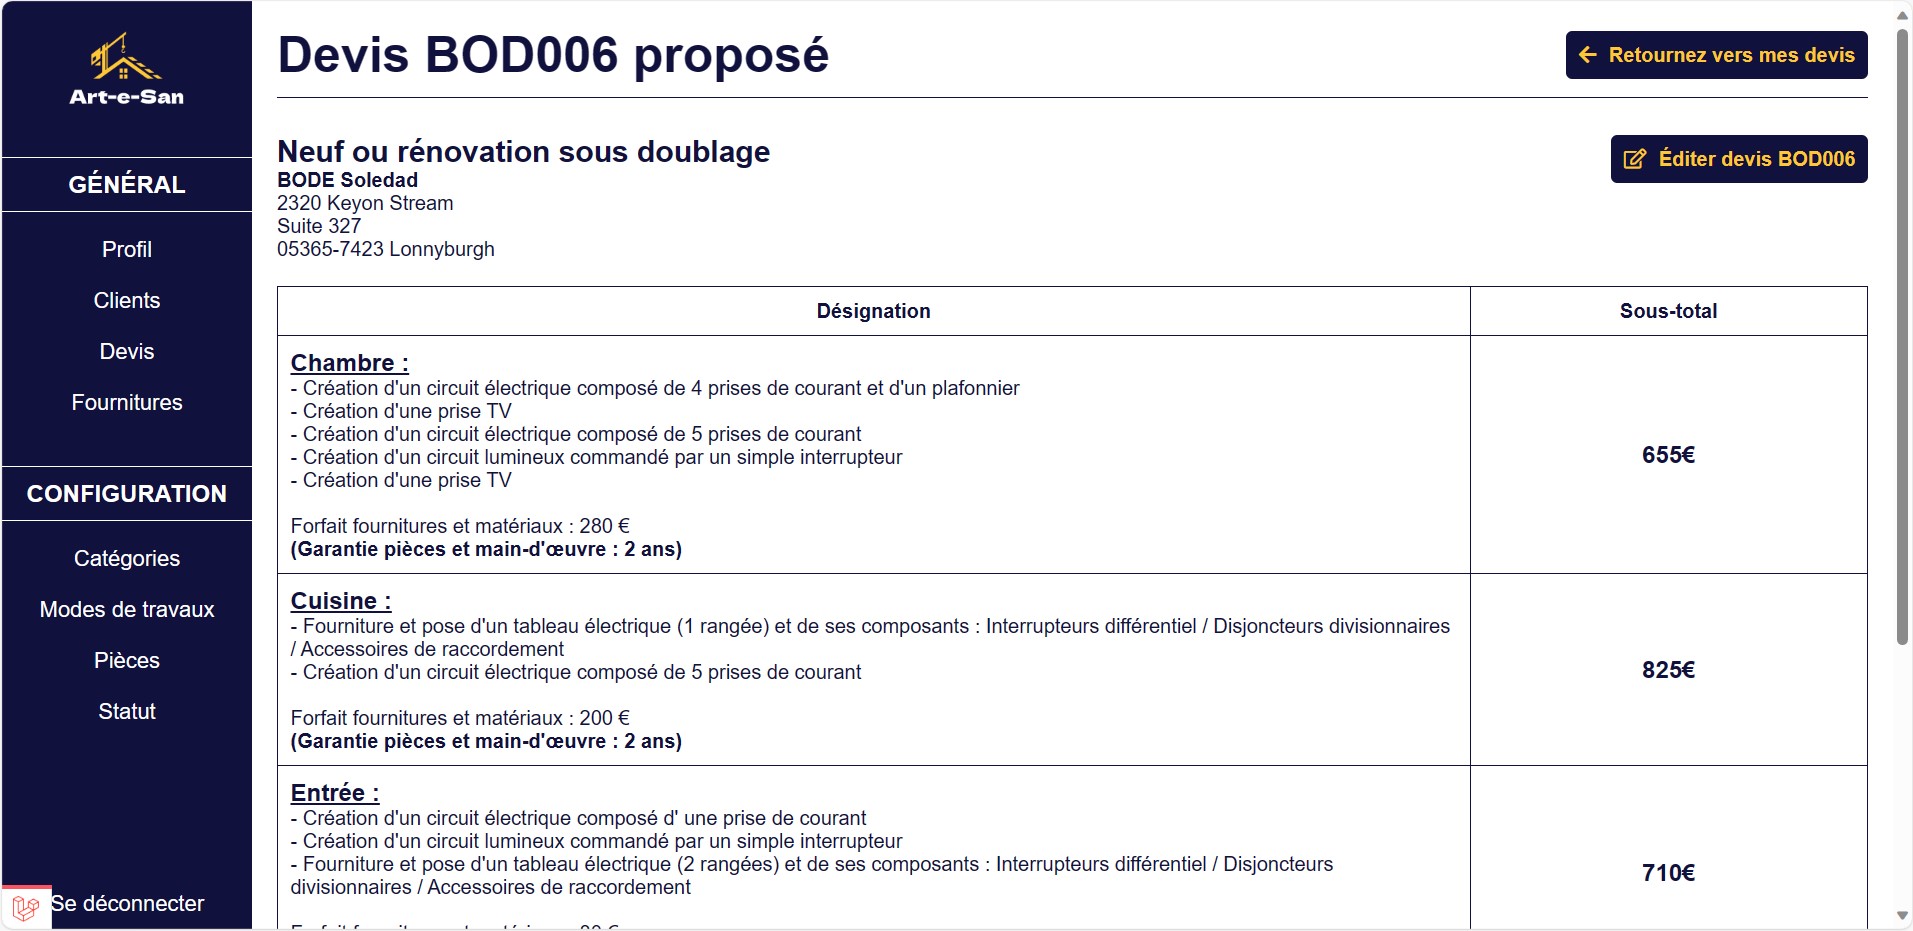 Art-e-San
GÉNÉRAL
Profil
Clients
Devis
Fournitures
CONFIGURATION
Catégories
Modes de travaux
Pièces
Statut
Se déconnecter
Devis BOD006 proposé
Retournez vers mes devis
Neuf ou rénovation sous doublage
Éditer devis BOD006
BODE Soledad
2320 Keyon Stream
Suite 327
05365-7423 Lonnyburgh
Désignation
Sous-total
Chambre :
- Création d'un circuit électrique composé de 4 prises de courant et d'un plafonnier
- Création d'une prise TV
- Création d'un circuit électrique composé de 5 prises de courant
- Création d'un circuit lumineux commandé par un simple interrupteur
- Création d'une prise TV
Forfait fournitures et matériaux : 280 €
(Garantie pièces et main-d'œuvre : 2 ans)
655€
Cuisine :
- Fourniture et pose d'un tableau électrique (1 rangée) et de ses composants : Interrupteurs différentiel / Disjoncteurs divisionnaires
/ Accessoires de raccordement
- Création d'un circuit électrique composé de 5 prises de courant
Forfait fournitures et matériaux : 200 €
(Garantie pièces et main-d'œuvre : 2 ans)
825€
Entrée :
- Création d'un circuit électrique composé d' une prise de courant
- Création d'un circuit lumineux commandé par un simple interrupteur
- Fourniture et pose d'un tableau électrique (2 rangées) et de ses composants : Interrupteurs différentiel / Disjoncteurs
divisionnaires / Accessoires de raccordement
710€